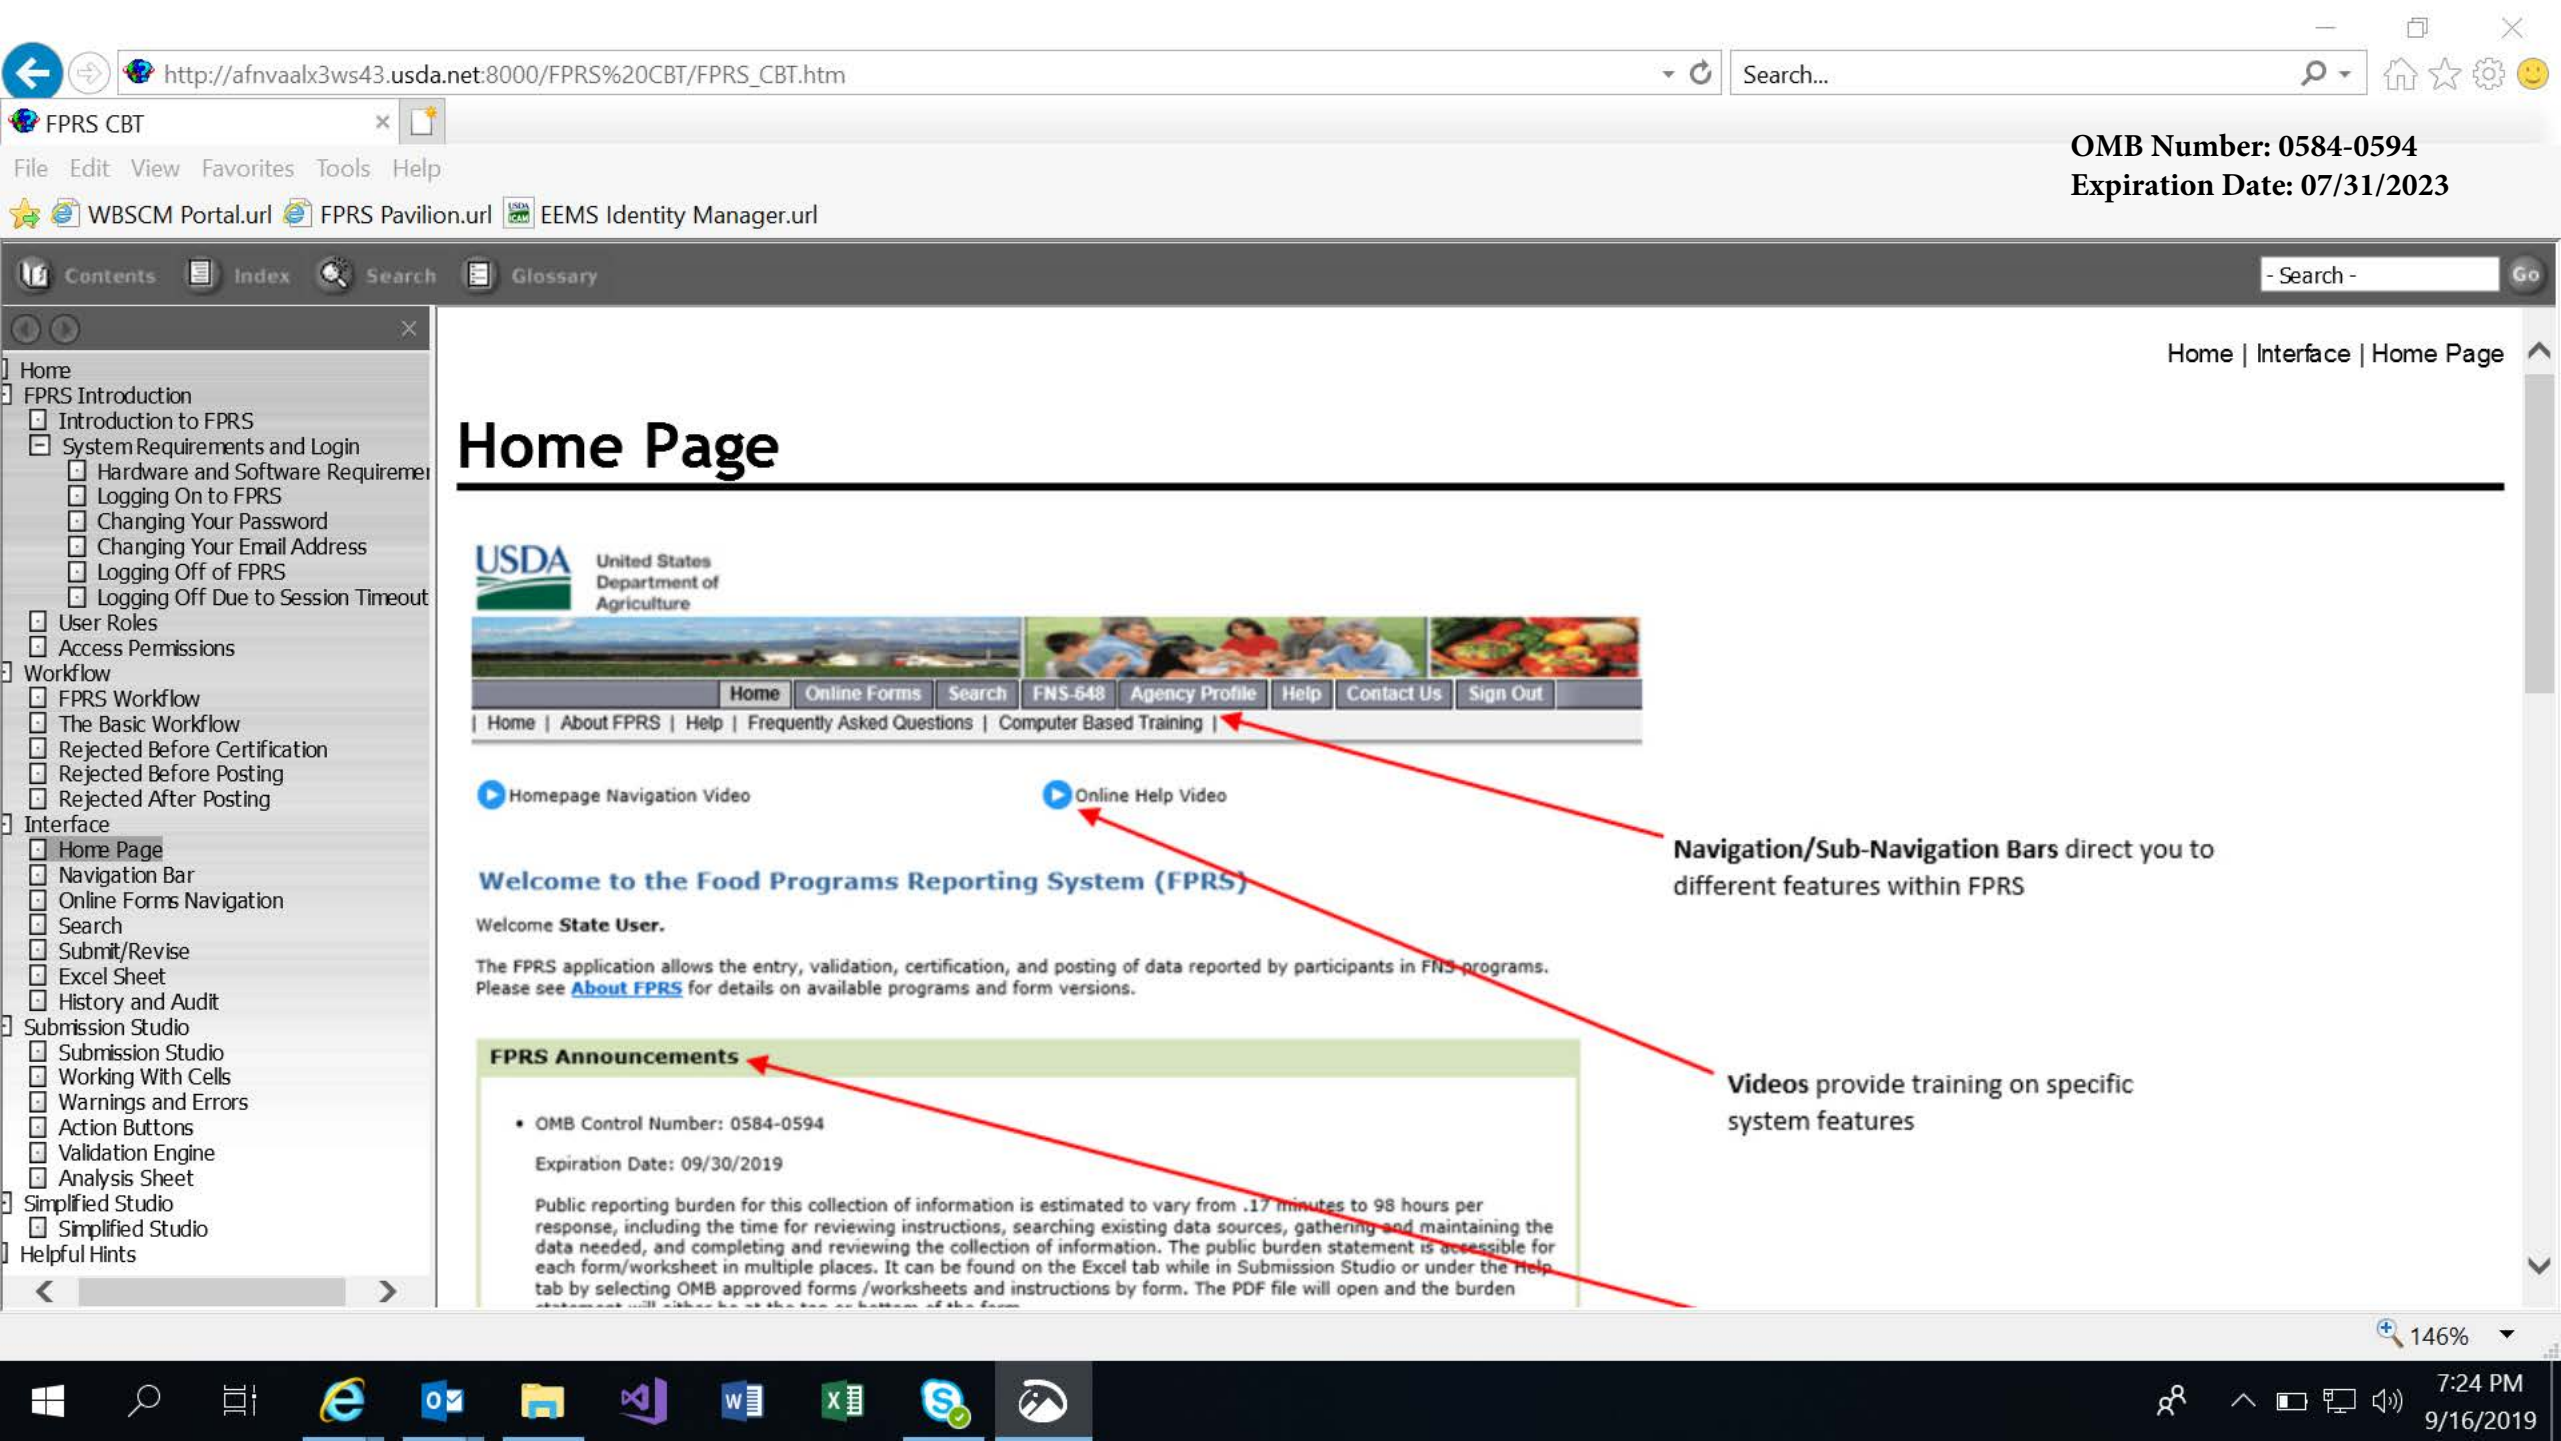 http://afnvaalx3ws43.usda.net:8000/FPRS%20CBT/FPRS_CBT.htm
Search...
FPRS CBT
OMB Number: 0584-0594
Expiration Date: 07/31/2023
File Edit View Favorites Tools Help
WBSCM Portal.url FPRS Pavilion.url EEMS Identity Manager.url
Contents Index Search Glossary
- Search - Go
Home
FPRS Introduction
Introduction to FPRS
System Requirements and Login
Hardware and Software Requiremen
Logging On to FPRS
Changing Your Password
Changing Your Email Address
Logging Off of FPRS
Logging Off Due to Session Timeout
User Roles
Access Permissions
Workflow
FPRS Workflow
The Basic Workflow
Rejected Before Certification
Rejected Before Posting
Rejected After Posting
Interface
Home Page
Navigation Bar
Online Forms Navigation
Search
Submit/Revise
Excel Sheet
History and Audit
Submission Studio
Submission Studio
Working With Cells
Warnings and Errors
Action Buttons
Validation Engine
Analysis Sheet
Simplified Studio
Simplified Studio
Helpful Hints
Home | Interface | Home Page
Home Page
USDA
United States
Department of
Agriculture
Home Online Forms Search FNS-648 Agency Profile Help Contact Us Sign Out
| Home | About FPRS | Help | Frequently Asked Questions | Computer Based Training |
Homepage Navigation Video
Online Help Video
Navigation/Sub-Navigation Bars direct you to
different features within FPRS
Welcome to the Food Programs Reporting System (FPRS)
Welcome State User.
The FPRS application allows the entry, validation, certification, and posting of data reported by participants in FNS programs.
Please see About FPRS for details on available programs and form versions.
Videos provide training on specific
system features
FPRS Announcements
• OMB Control Number: 0584-0594
Expiration Date: 09/30/2019
Public reporting burden for this collection of information is estimated to vary from .17 minutes to 98 hours per
response, including the time for reviewing instructions, searching existing data sources, gathering and maintaining the
data needed, and completing and reviewing the collection of information. The public burden statement is accessible for
each form/worksheet in multiple places. It can be found on the Excel tab while in Submission Studio or under the Help
tab by selecting OMB approved forms /worksheets and instructions by form. The PDF file will open and the burden
statement will either be at the top or bottom of the form
146%
7:24 PM
9/16/2019